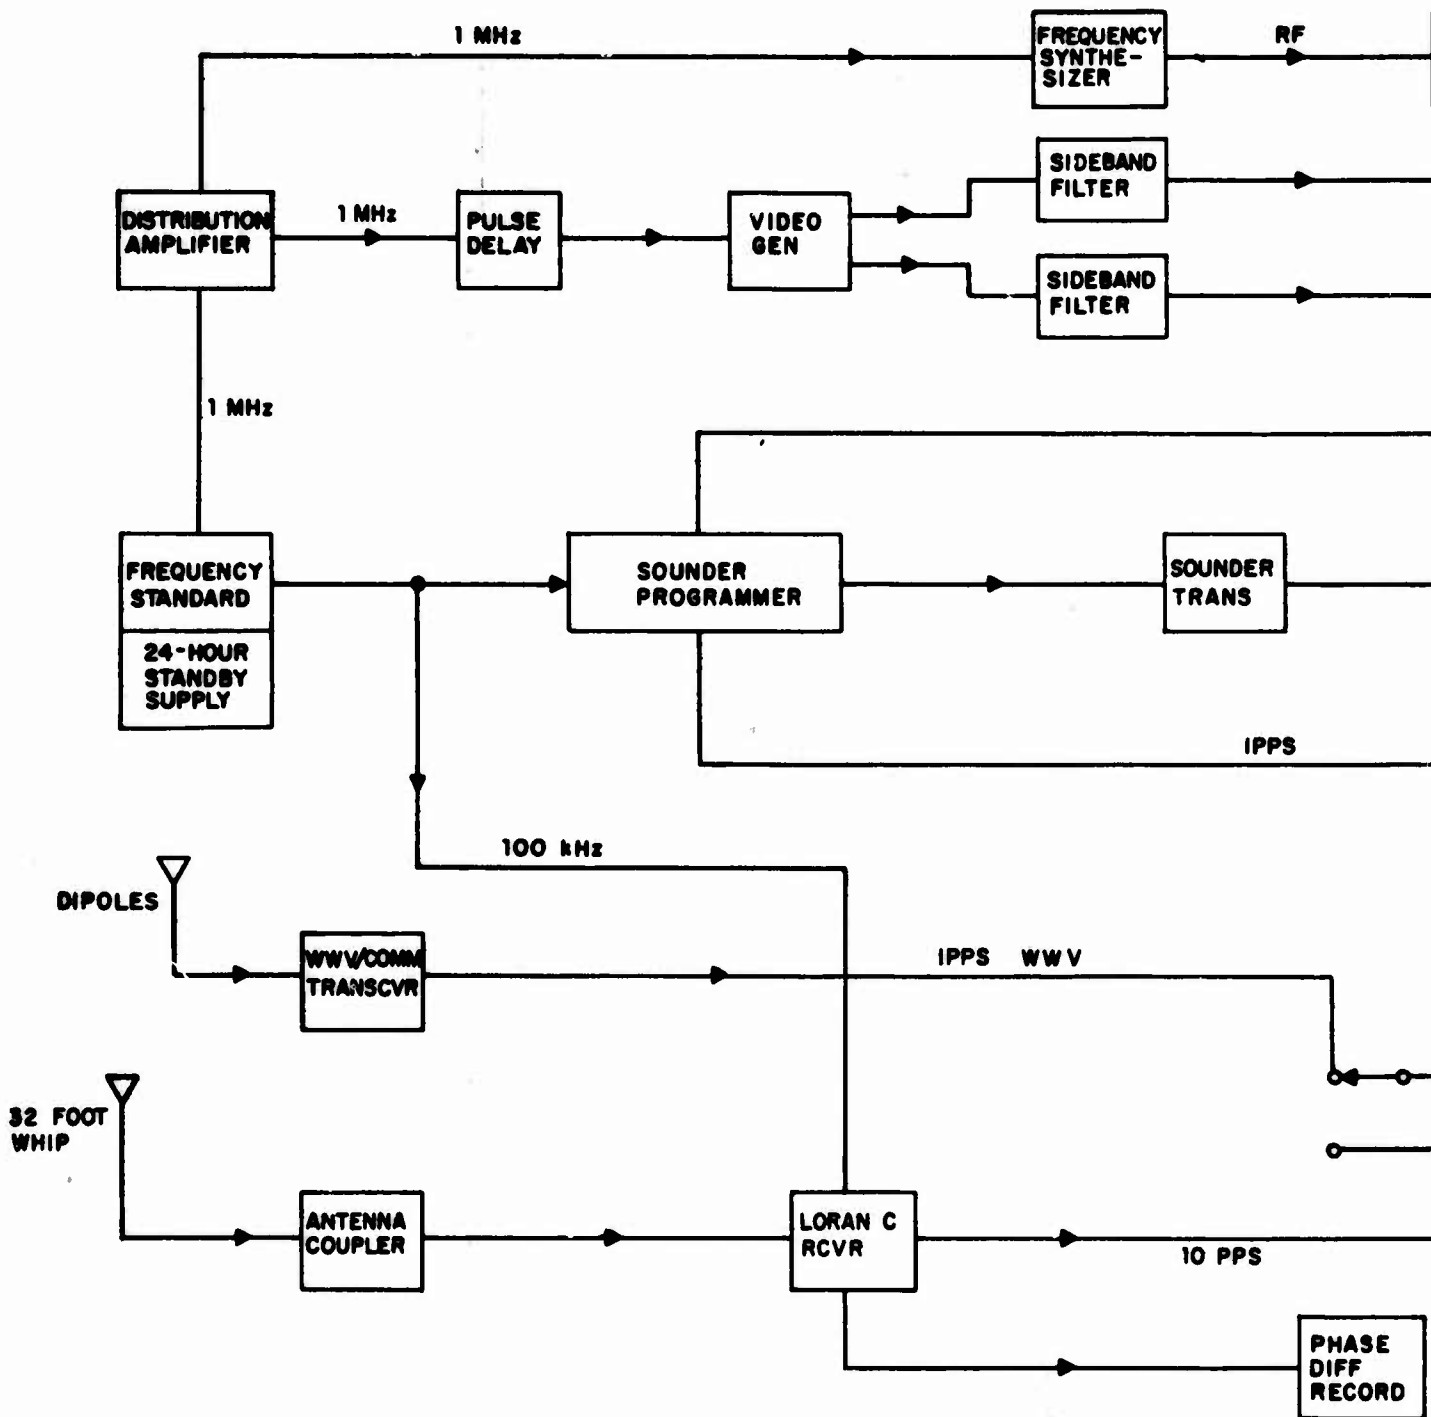 1 MHz
FREQUENCY
SYNTHE-
SIZER
RF
SIDEBAND
FILTER
DISTRIBUTION
AMPLIFIER
1 MHz
PULSE
DELAY
VIDEO
GEN
SIDEBAND
FILTER
1 MHz
FREQUENCY
STANDARD
24-HOUR
STANDBY
SUPPLY
SOUNDER
PROGRAMMER
SOUNDER
TRANS
1PPS
100 kHz
DIPOLES
WWV/COMM
TRANSCVR
1PPS WWV
32 FOOT
WHIP
ANTENNA
COUPLER
LORAN C
RCVR
10 PPS
PHASE
DIFF
RECORD